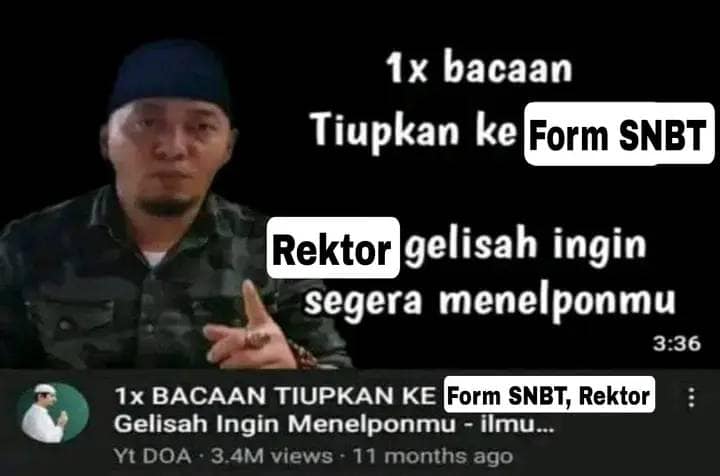 1x bacaan
Tiupkan ke Form SNBT
Rektor gelisah ingin
segera menelponmu
3:36
1x BACAAN TIUPKAN KE Form SNBT, Rektor
Gelisah Ingin Menelponmu - ilmu...
Yt DOA · 3.4M views · 11 months ago